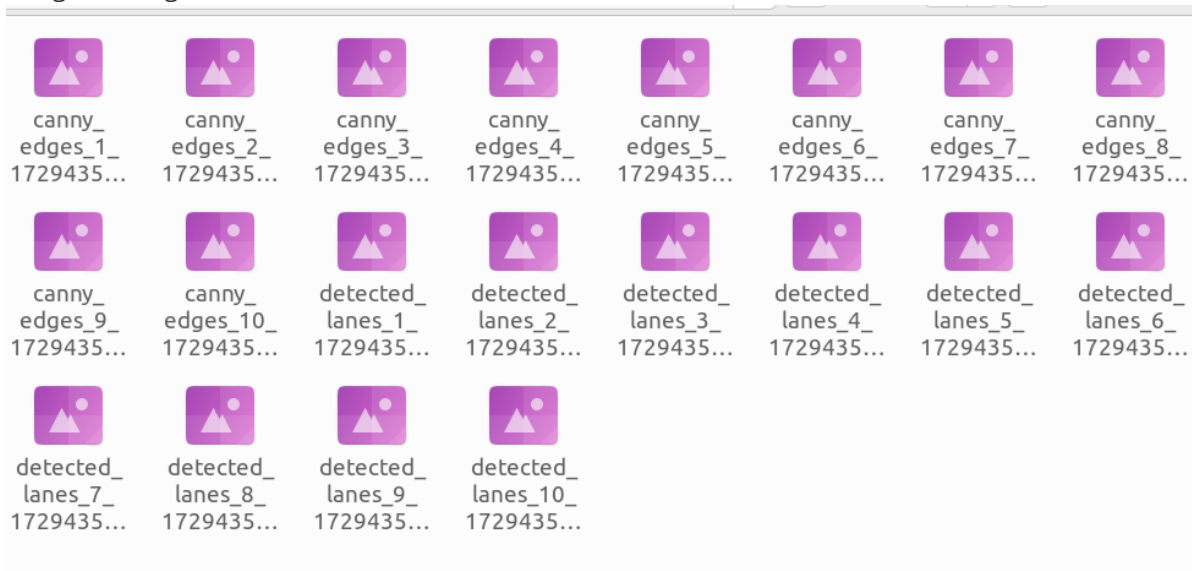 canny_
edges_1_
1729435...
canny_
edges_2_
1729435...
canny_
edges_3_
1729435...
canny_
edges_4_
1729435...
canny_
edges_5_
1729435...
canny_
edges_6_
1729435...
canny_
edges_7_
1729435...
canny_
edges_8_
1729435...
canny_
edges_9_
1729435...
canny_
edges_10_
1729435...
detected_
lanes_1_
1729435...
detected_
lanes_2_
1729435...
detected_
lanes_3_
1729435...
detected_
lanes_4_
1729435...
detected_
lanes_5_
1729435...
detected_
lanes_6_
1729435...
detected_
lanes_7_
1729435...
detected_
lanes_8_
1729435...
detected_
lanes_9_
1729435...
detected_
lanes_10_
1729435...